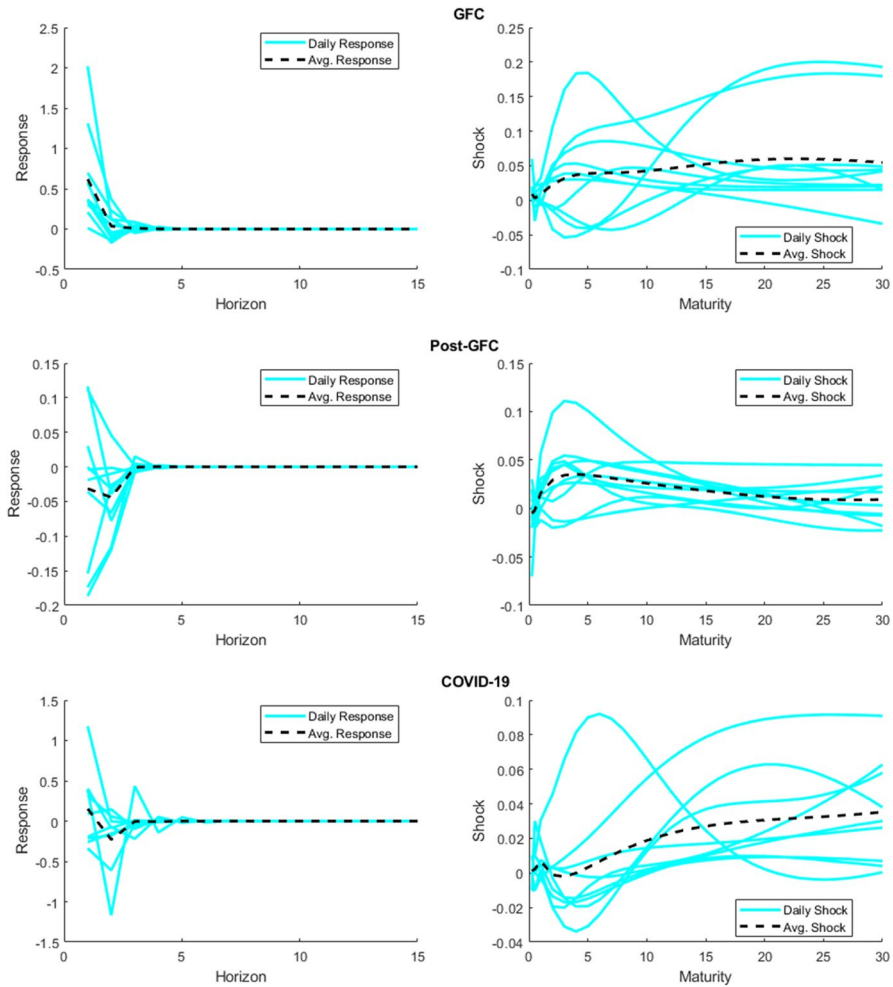 GFC
2.5
2
1.5
1
0.5
0
-0.5
Response
0
5
10
15
Horizon
Daily Response
Avg. Response
0.25
0.2
0.15
0.1
0.05
0
-0.05
-0.1
Shock
0
5
10
15
20
25
30
Maturity
Daily Shock
Avg. Shock
Post-GFC
0.15
0.1
0.05
0
-0.05
-0.1
-0.15
-0.2
Response
0
5
10
15
Horizon
Daily Response
Avg. Response
0.15
0.1
0.05
0
-0.05
-0.1
Shock
0
5
10
15
20
25
30
Maturity
Daily Shock
Avg. Shock
COVID-19
1.5
1
0.5
0
-0.5
-1
-1.5
Response
0
5
10
15
Horizon
Daily Response
Avg. Response
0.1
0.08
0.06
0.04
0.02
0
-0.02
-0.04
Shock
0
5
10
15
20
25
30
Maturity
Daily Shock
Avg. Shock